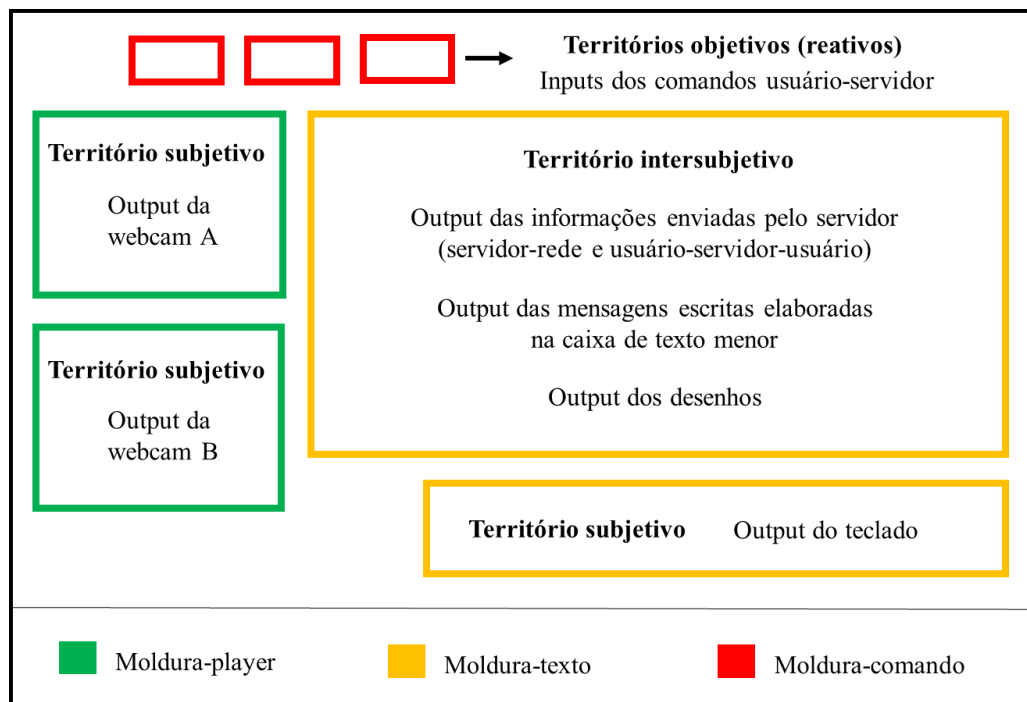 Territórios objetivos (reativos)
Inputs dos comandos usuário-servidor
Território subjetivo
Output da
webcam A
Território intersubjetivo
Output das informações enviadas pelo servidor
(servidor-rede e usuário-servidor-usuário)
Output das mensagens escritas elaboradas
na caixa de texto menor
Output dos desenhos
Território subjetivo
Output da
webcam B
Território subjetivo Output do teclado
Moldura-player
Moldura-texto
Moldura-comando